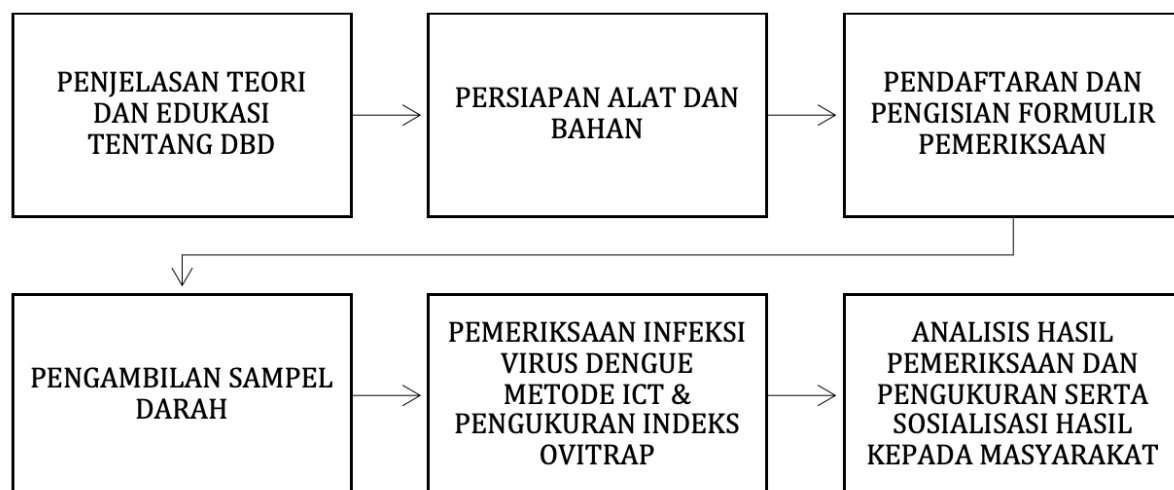 PENJELASAN TEORI
DAN EDUKASI
TENTANG DBD
PERSIAPAN ALAT DAN
BAHAN
PENDAFTARAN DAN
PENGISIAN FORMULIR
PEMERIKSAAN
PENGAMBILAN SAMPEL
DARAH
PEMERIKSAAN INFEKSI
VIRUS DENGUE
METODE ICT &
PENGUKURAN INDEKS
OVITRAP
ANALISIS HASIL
PEMERIKSAAN DAN
PENGUKURAN SERTA
SOSIALISASI HASIL
KEPADA MASYARAKAT